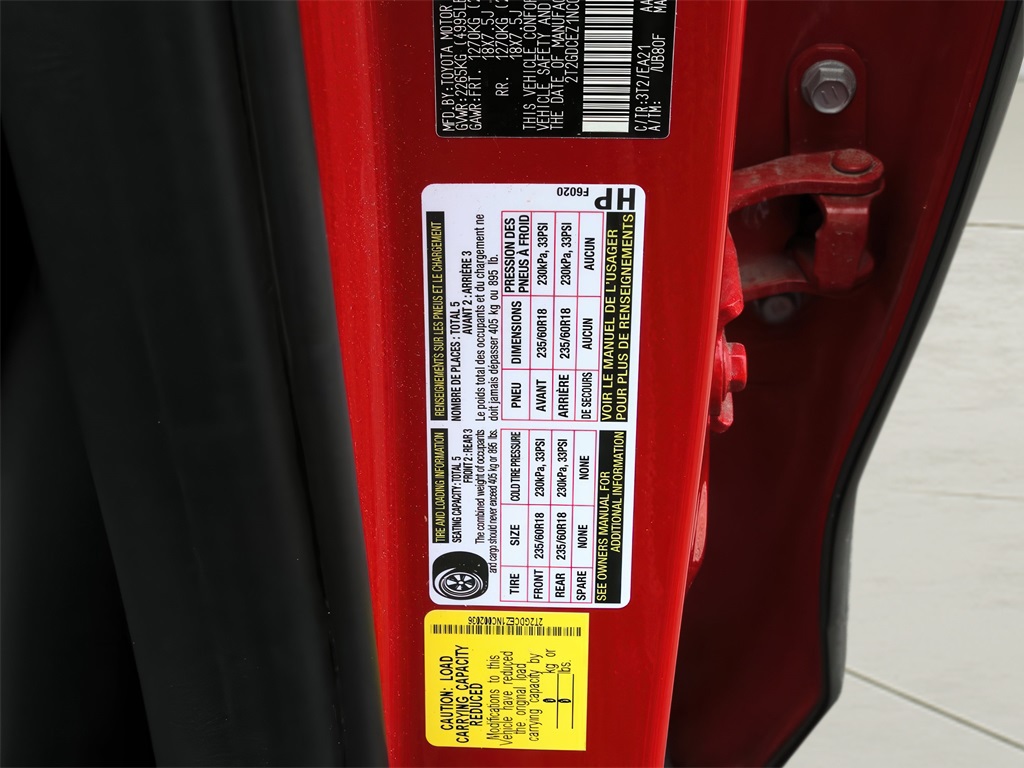 MFD.BY:TOYOTA MOTOR
GVWR:2265KG (4995LB
GAWR:FRT. 1270KG
18X7.5J
RR. 1270KG
18X7.5J
THIS VEHICLE CONFOR
VEHICLE SAFETY AND
THE DATE OF MANUFAC
2T2GDCEZ1NC0
C/TR:3T2/EA21
A/TM: /UB80F
RENSEIGNEMENTS SUR LES PNEUS ET LE CHARGEMENT
NOMBRE DE PLACES : TOTAL 5
AVANT 2 : ARRIÈRE 3
Le poids total des occupants et du chargement ne
doit jamais dépasser 405 kg ou 895 lb.
PNEU DIMENSIONS PRESSION DES PNEUS À FROID
AVANT 235/60R18 230kPa, 33PSI
ARRIÈRE 235/60R18 230kPa, 33PSI
DE SECOURS AUCUN AUCUN
VOIR LE MANUEL DE L'USAGER
POUR PLUS DE RENSEIGNEMENTS
F6020
HP
TIRE AND LOADING INFORMATION
SEATING CAPACITY: TOTAL 5
FRONT 2 : REAR 3
The combined weight of occupants
and cargo should never exceed 405 kg or 895 lbs.
TIRE SIZE COLD TIRE PRESSURE
FRONT 235/60R18 230kPa, 33PSI
REAR 235/60R18 230kPa, 33PSI
SPARE NONE NONE
SEE OWNERS MANUAL FOR
ADDITIONAL INFORMATION
CAUTION: LOAD
CARRYING CAPACITY
REDUCED
Modifications to this
Vehicle have reduced
the original load
carrying capacity by
0 kg or
0 lbs.
2T2GDCEZ1NC002036